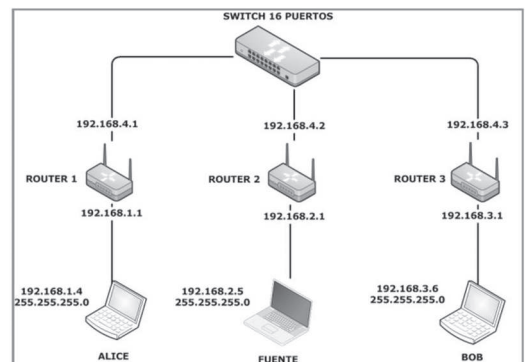 SWITCH 16 PUERTOS
192.168.4.1
192.168.4.2
192.168.4.3
ROUTER 1
ROUTER 2
ROUTER 3
192.168.1.1
192.168.2.1
192.168.3.1
192.168.1.4
255.255.255.0
192.168.2.5
255.255.255.0
192.168.3.6
255.255.255.0
ALICE
FUENTE
BOB